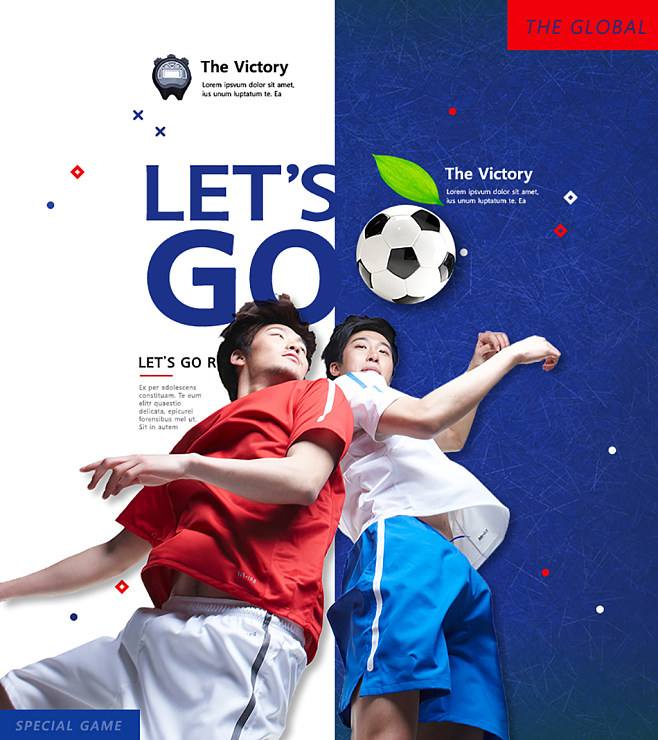 THE GLOBAL
The Victory
Lorem ipsvum dolor sit amet,
ius unum luptatum te. Ea
LET'S
GO
The Victory
Lorem ipsvum dolor sit amet,
ius unum luptatum te. Ea
LET'S GO R
Ex per adolescens
constituam. Te eum
elitr quaestio
delicata, epicurei
forensibus mel ut.
Sit in autem
SPECIAL GAME